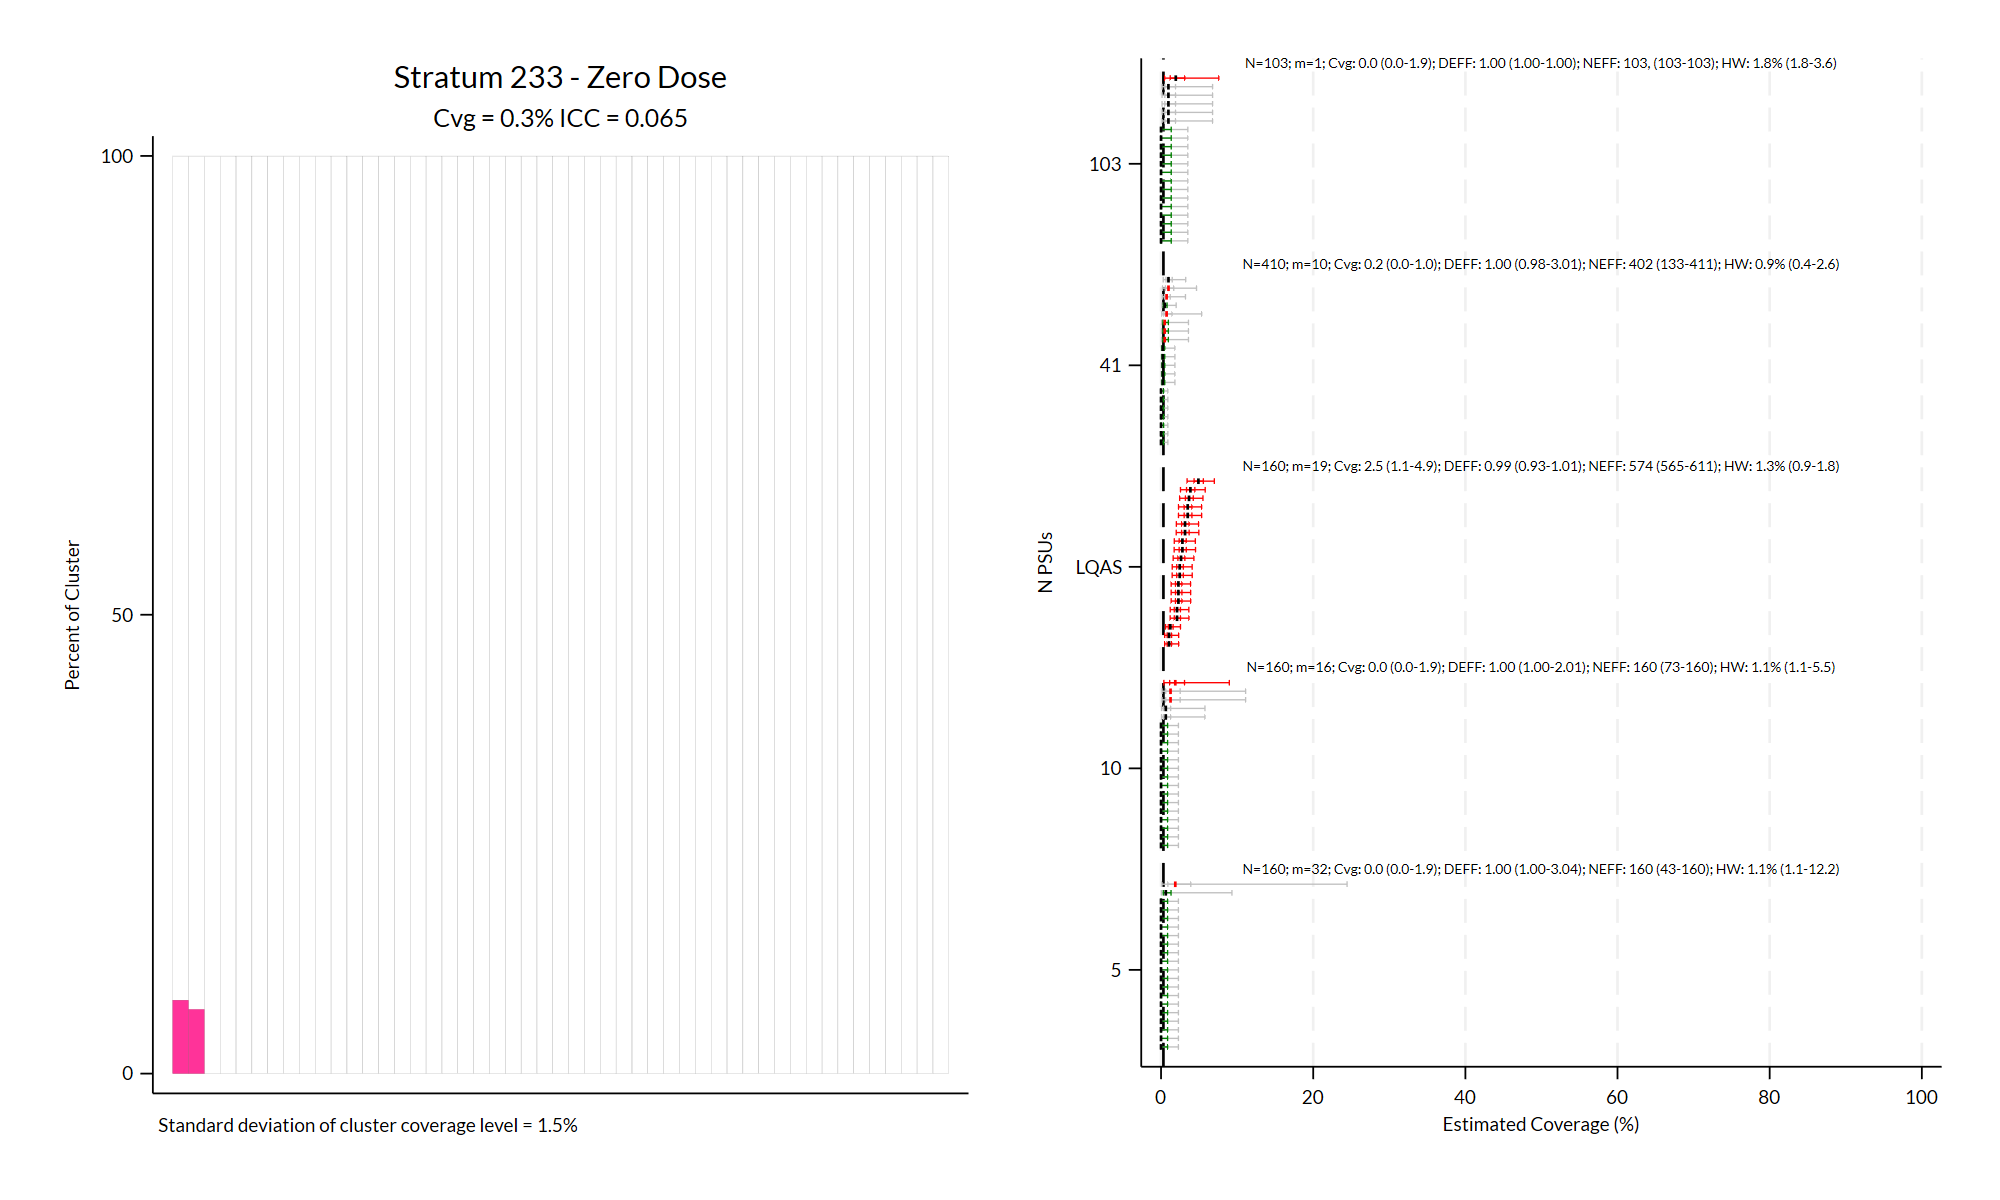 Stratum 233 - Zero Dose
Cvg = 0.3% ICC = 0.065
Percent of Cluster
100
50
0
Standard deviation of cluster coverage level = 1.5%
N PSUs
N=103; m=1; Cvg: 0.0 (0.0-1.9); DEFF: 1.00 (1.00-1.00); NEFF: 103, (103-103); HW: 1.8% (1.8-3.6)
103
N=410; m=10; Cvg: 0.2 (0.0-1.0); DEFF: 1.00 (0.98-3.01); NEFF: 402 (133-411); HW: 0.9% (0.4-2.6)
41
N=160; m=19; Cvg: 2.5 (1.1-4.9); DEFF: 0.99 (0.93-1.01); NEFF: 574 (565-611); HW: 1.3% (0.9-1.8)
LQAS
N=160; m=16; Cvg: 0.0 (0.0-1.9); DEFF: 1.00 (1.00-2.01); NEFF: 160 (73-160); HW: 1.1% (1.1-5.5)
10
N=160; m=32; Cvg: 0.0 (0.0-1.9); DEFF: 1.00 (1.00-3.04); NEFF: 160 (43-160); HW: 1.1% (1.1-12.2)
5
0 20 40 60 80 100
Estimated Coverage (%)